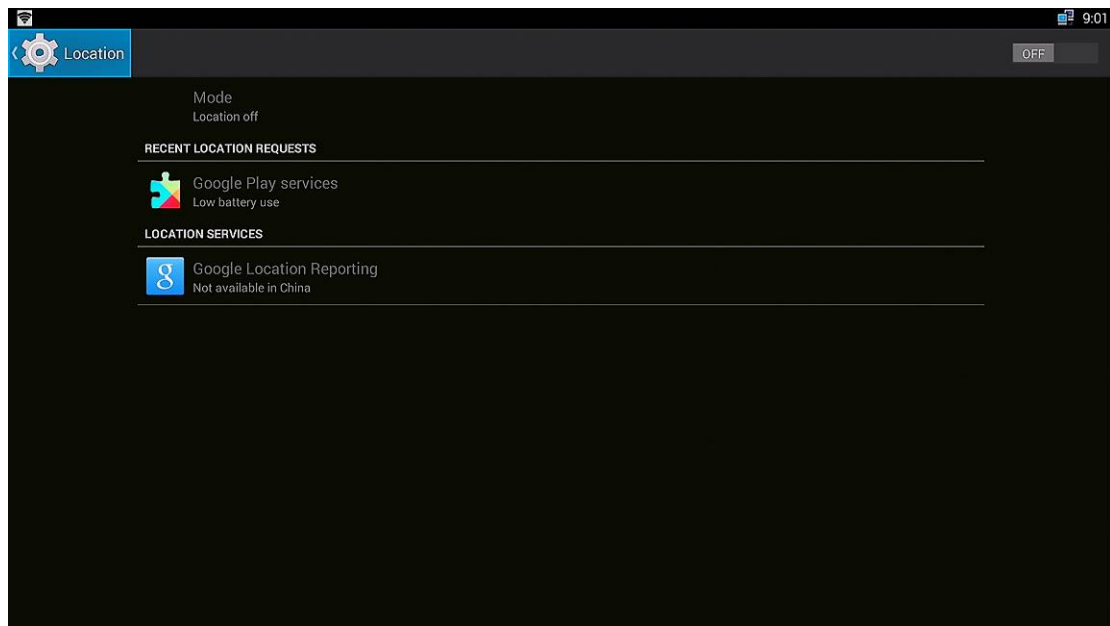 9:01
Location
OFF
Mode
Location off
RECENT LOCATION REQUESTS
Google Play services
Low battery use
LOCATION SERVICES
g
Google Location Reporting
Not available in China